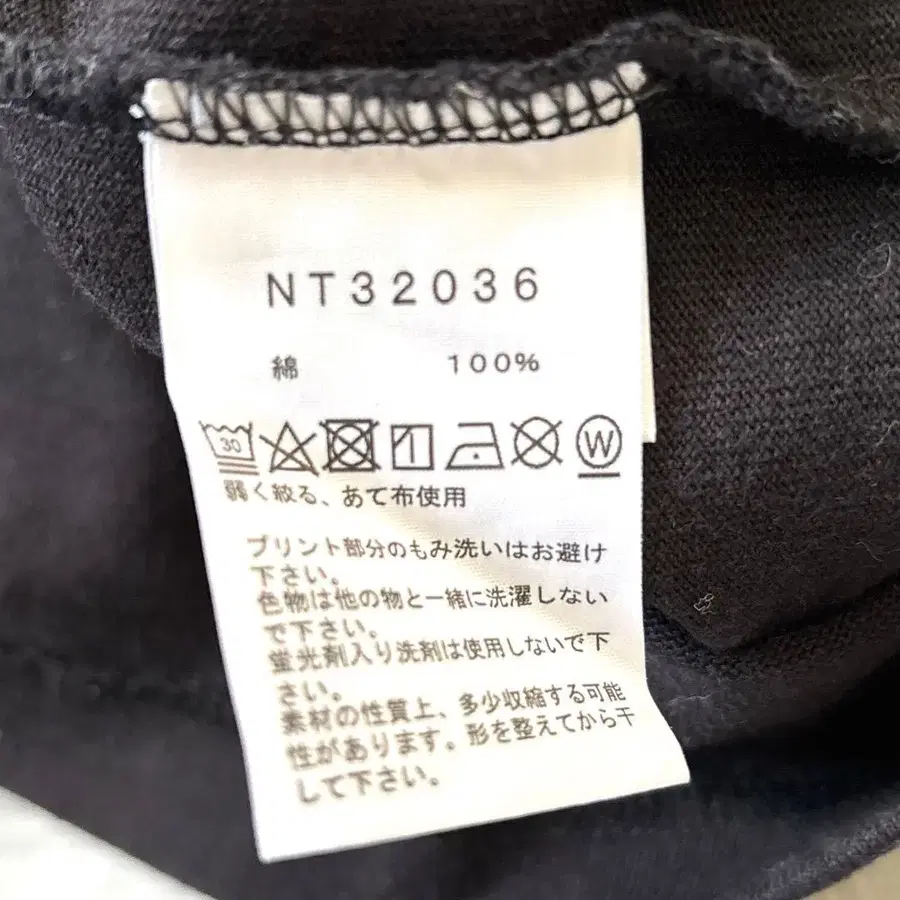 NT32036
綿 100%
30 W
弱く絞る、あて布使用
プリント部分のもみ洗いはお避け
下さい。
色物は他の物と一緒に洗濯しない
で下さい。
蛍光剤入り洗剤は使用しないで下
さい。
素材の性質上、多少収縮する可能
性があります。形を整えてから干
して下さい。